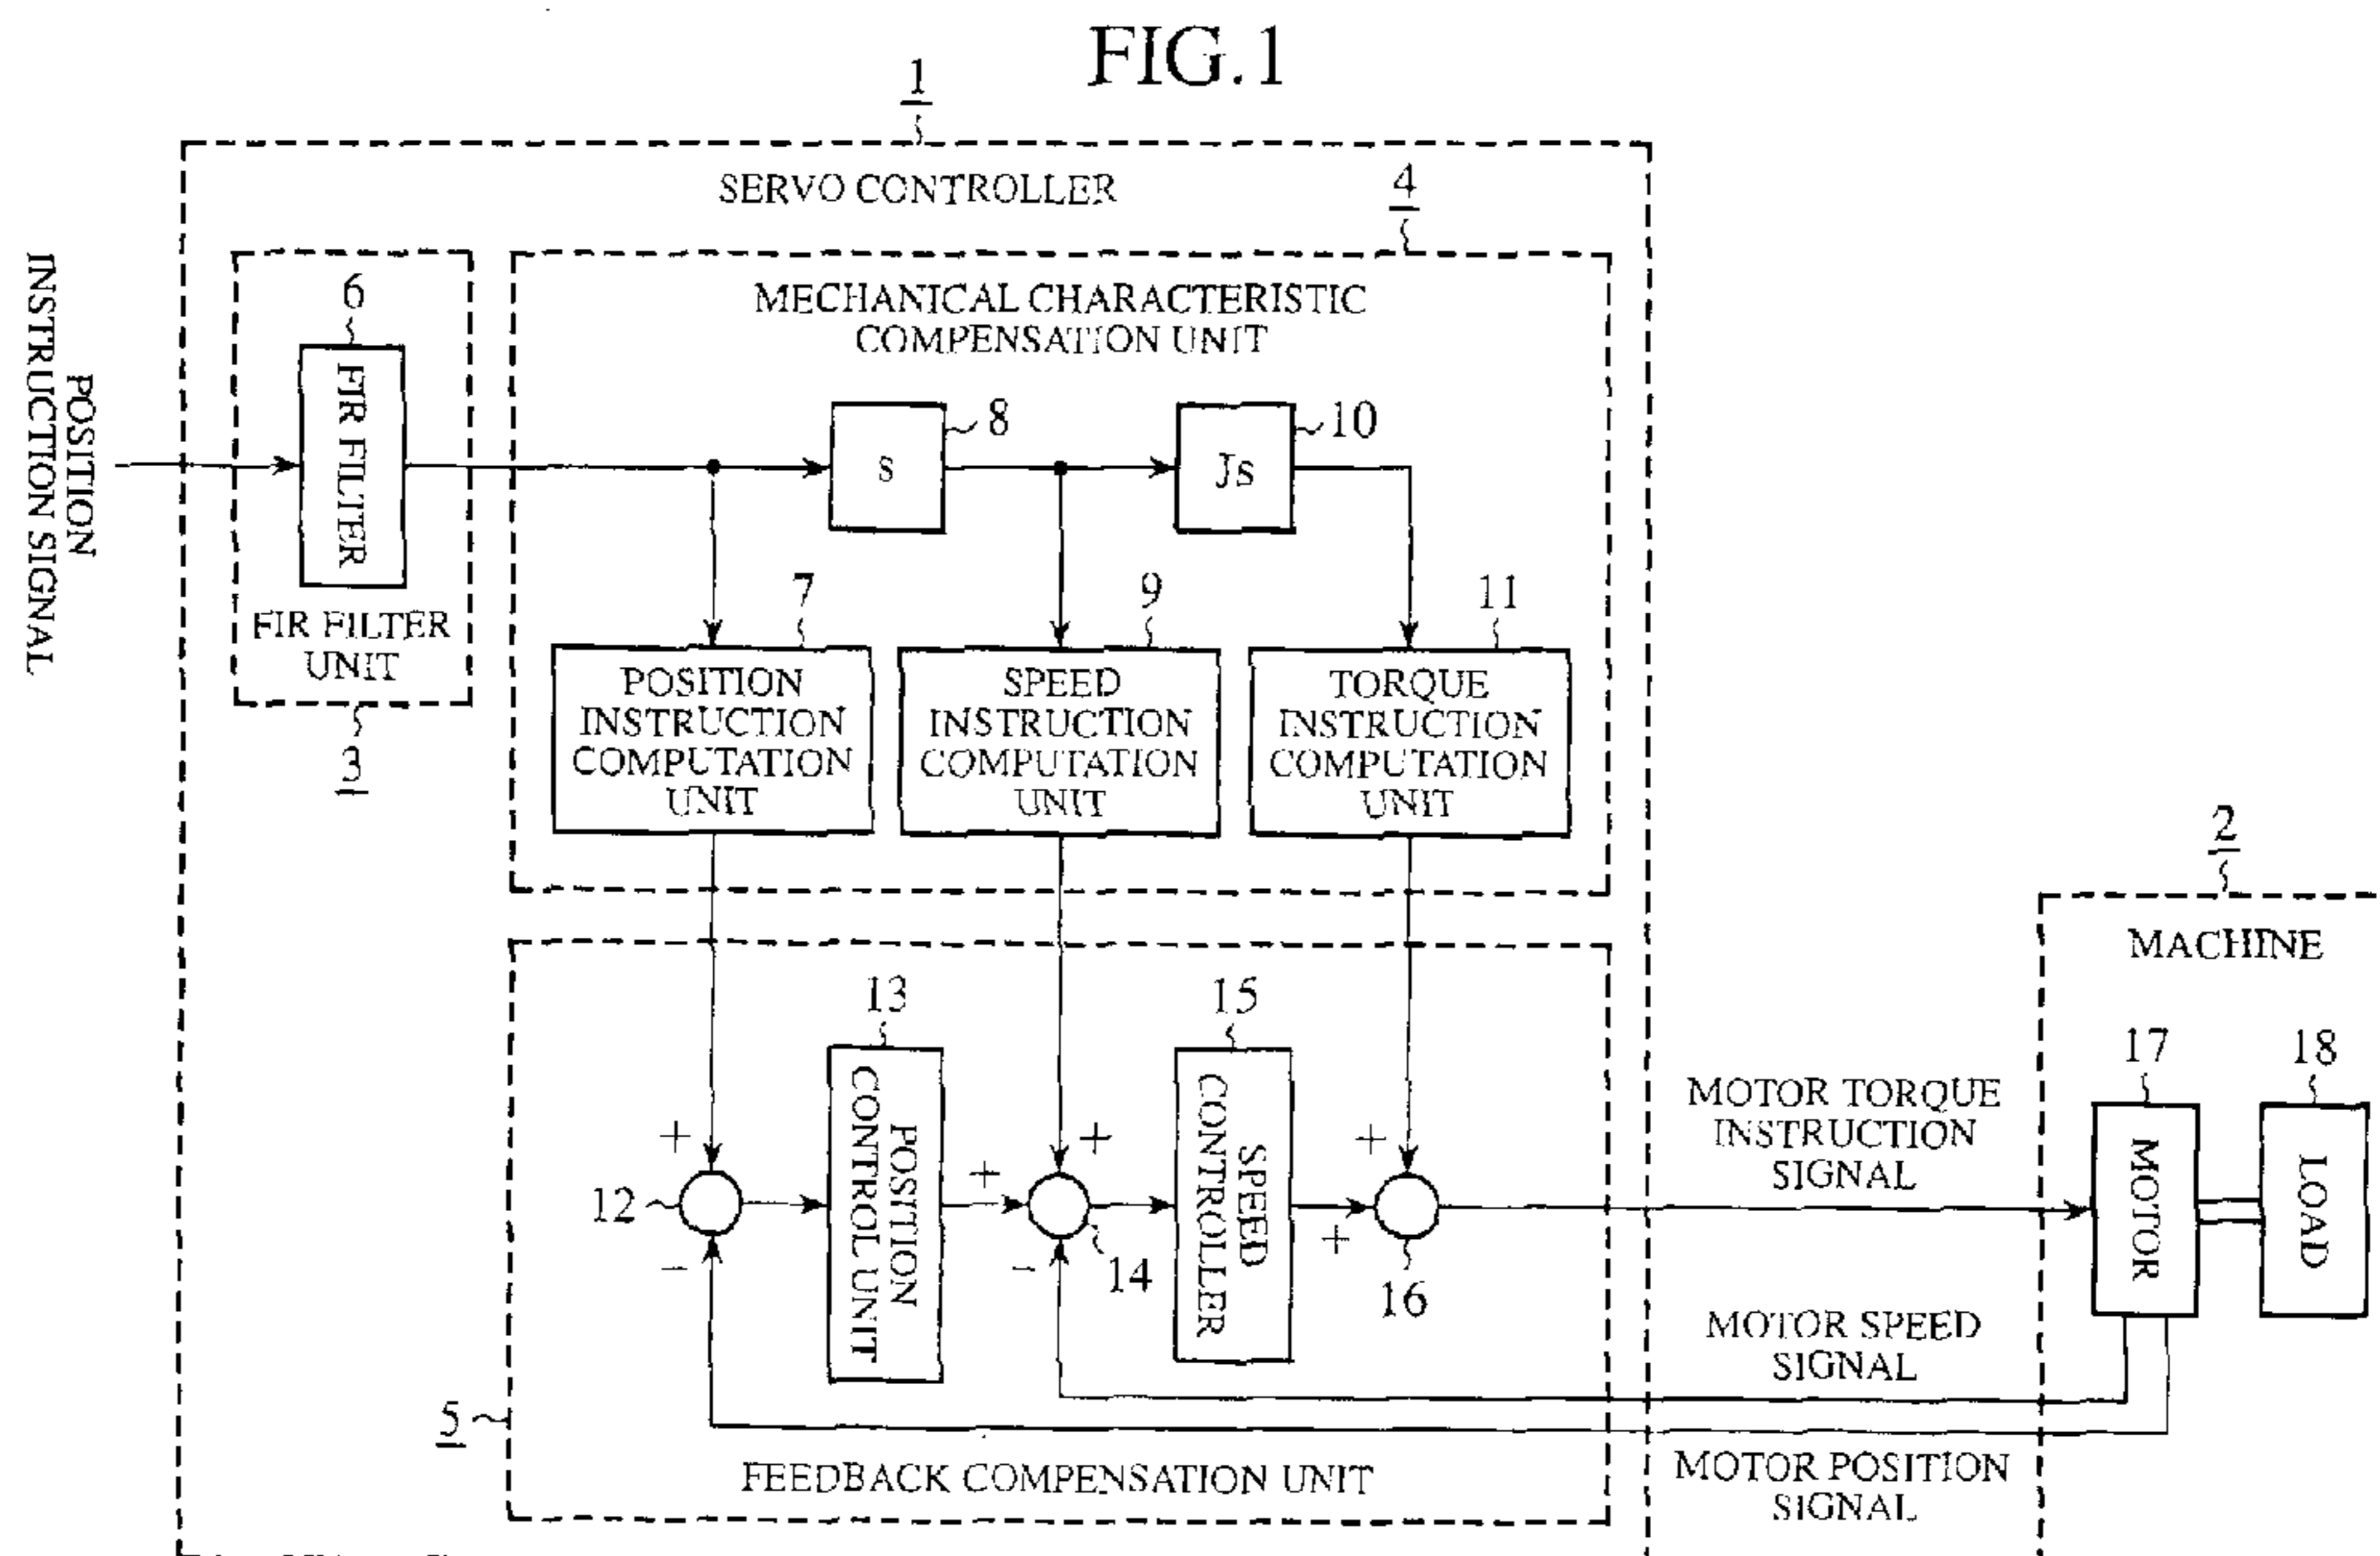 FIG.1
1
SERVO CONTROLLER
4
POSITION
INSTRUCTION SIGNAL
6
FIR FILTER
FIR FILTER
UNIT
3
MECHANICAL CHARACTERISTIC
COMPENSATION UNIT
s
8
Js
10
7
POSITION
INSTRUCTION
COMPUTATION
UNIT
9
SPEED
INSTRUCTION
COMPUTATION
UNIT
11
TORQUE
INSTRUCTION
COMPUTATION
UNIT
2
MACHINE
13
POSITION
CONTROL UNIT
15
SPEED
CONTROLLER
17
MOTOR
18
LOAD
+
12
−
+
+
−
14
+
+
16
MOTOR TORQUE
INSTRUCTION
SIGNAL
MOTOR SPEED
SIGNAL
MOTOR POSITION
SIGNAL
5
FEEDBACK COMPENSATION UNIT